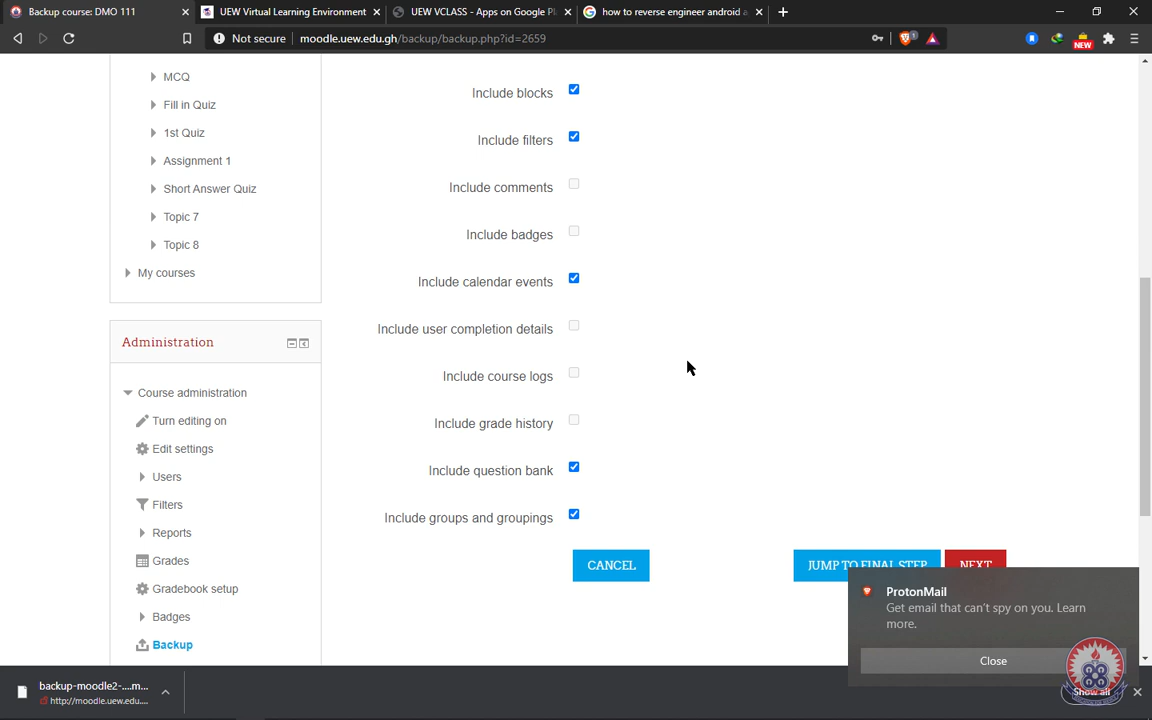 Backup course: DMO 111
UEW Virtual Learning Environment
UEW VCLASS - Apps on Google Pl
how to reverse engineer android a
Not secure
moodle.uew.edu.gh/backup/backup.php?id=2659
1
NEW
MCQ
Fill in Quiz
1st Quiz
Assignment 1
Short Answer Quiz
Topic 7
Topic 8
My courses
Administration
Course administration
Turn editing on
Edit settings
Users
Filters
Reports
Grades
Gradebook setup
Badges
Backup
Include blocks
Include filters
Include comments
Include badges
Include calendar events
Include user completion details
Include course logs
Include grade history
Include question bank
Include groups and groupings
CANCEL
JUMP TO FINAL STEP
NEXT
ProtonMail
Get email that can't spy on you. Learn
more.
Close
backup-moodle2-....m...
http://moodle.uew.edu....
Show all